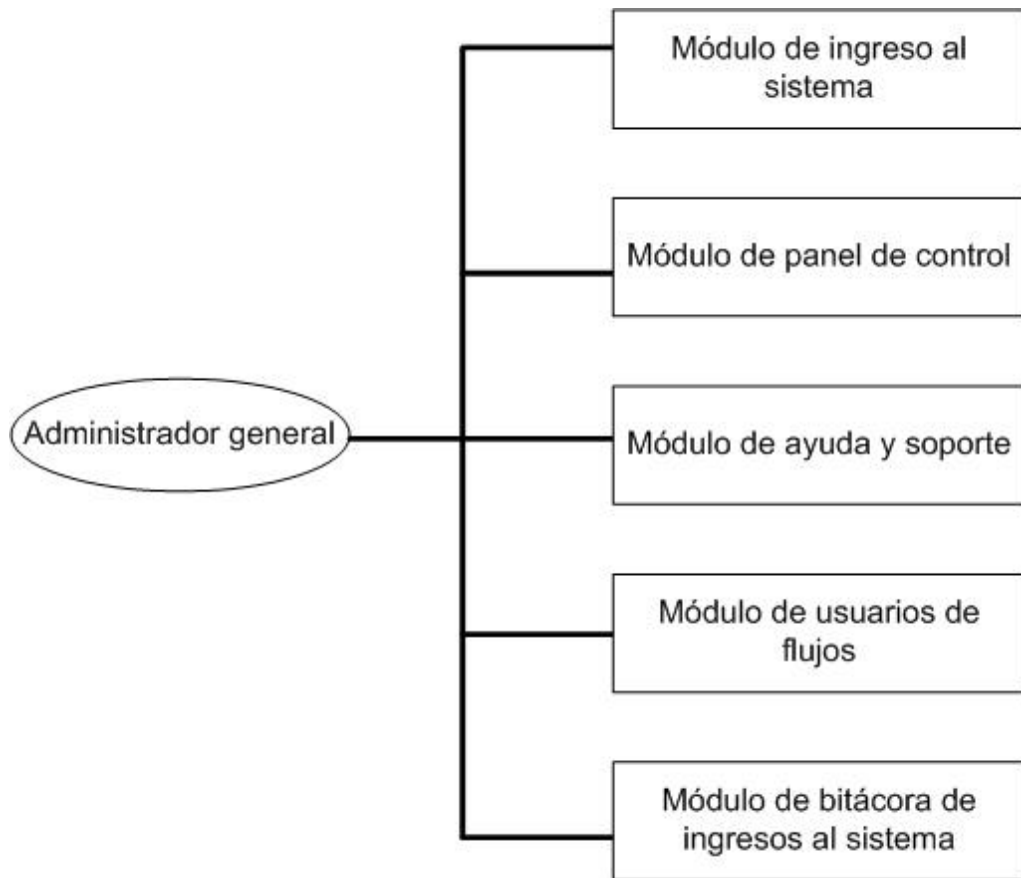 Módulo de ingreso al
sistema
Módulo de panel de control
Administrador general
Módulo de ayuda y soporte
Módulo de usuarios de
flujos
Módulo de bitácora de
ingresos al sistema